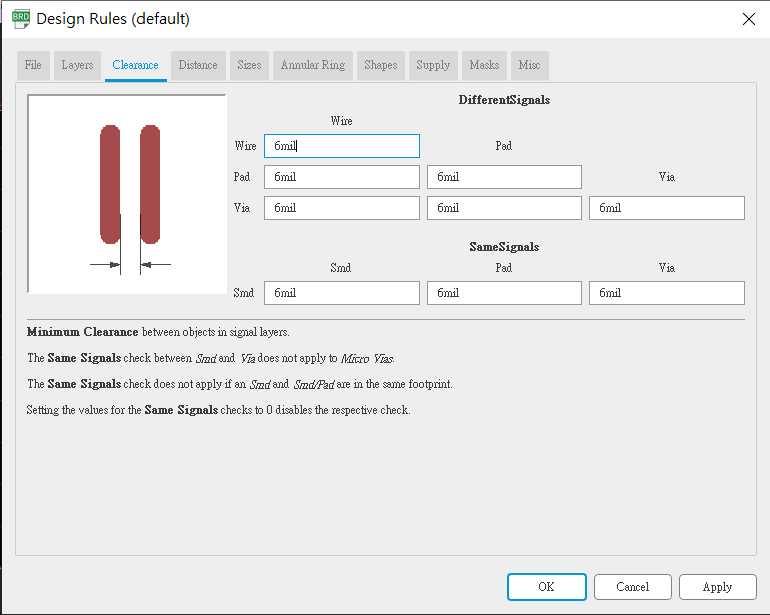 BRD Design Rules (default)
File Layers Clearance Distance Sizes Annular Ring Shapes Supply Masks Misc
DifferentSignals
Wire
Wire 6mil Pad
Pad 6mil 6mil Via
Via 6mil 6mil 6mil
SameSignals
Smd Pad Via
Smd 6mil 6mil 6mil
Minimum Clearance between objects in signal layers.
The Same Signals check between Smd and Via does not apply to Micro Vias.
The Same Signals check does not apply if an Smd and Smd/Pad are in the same footprint.
Setting the values for the Same Signals checks to 0 disables the respective check.
OK Cancel Apply